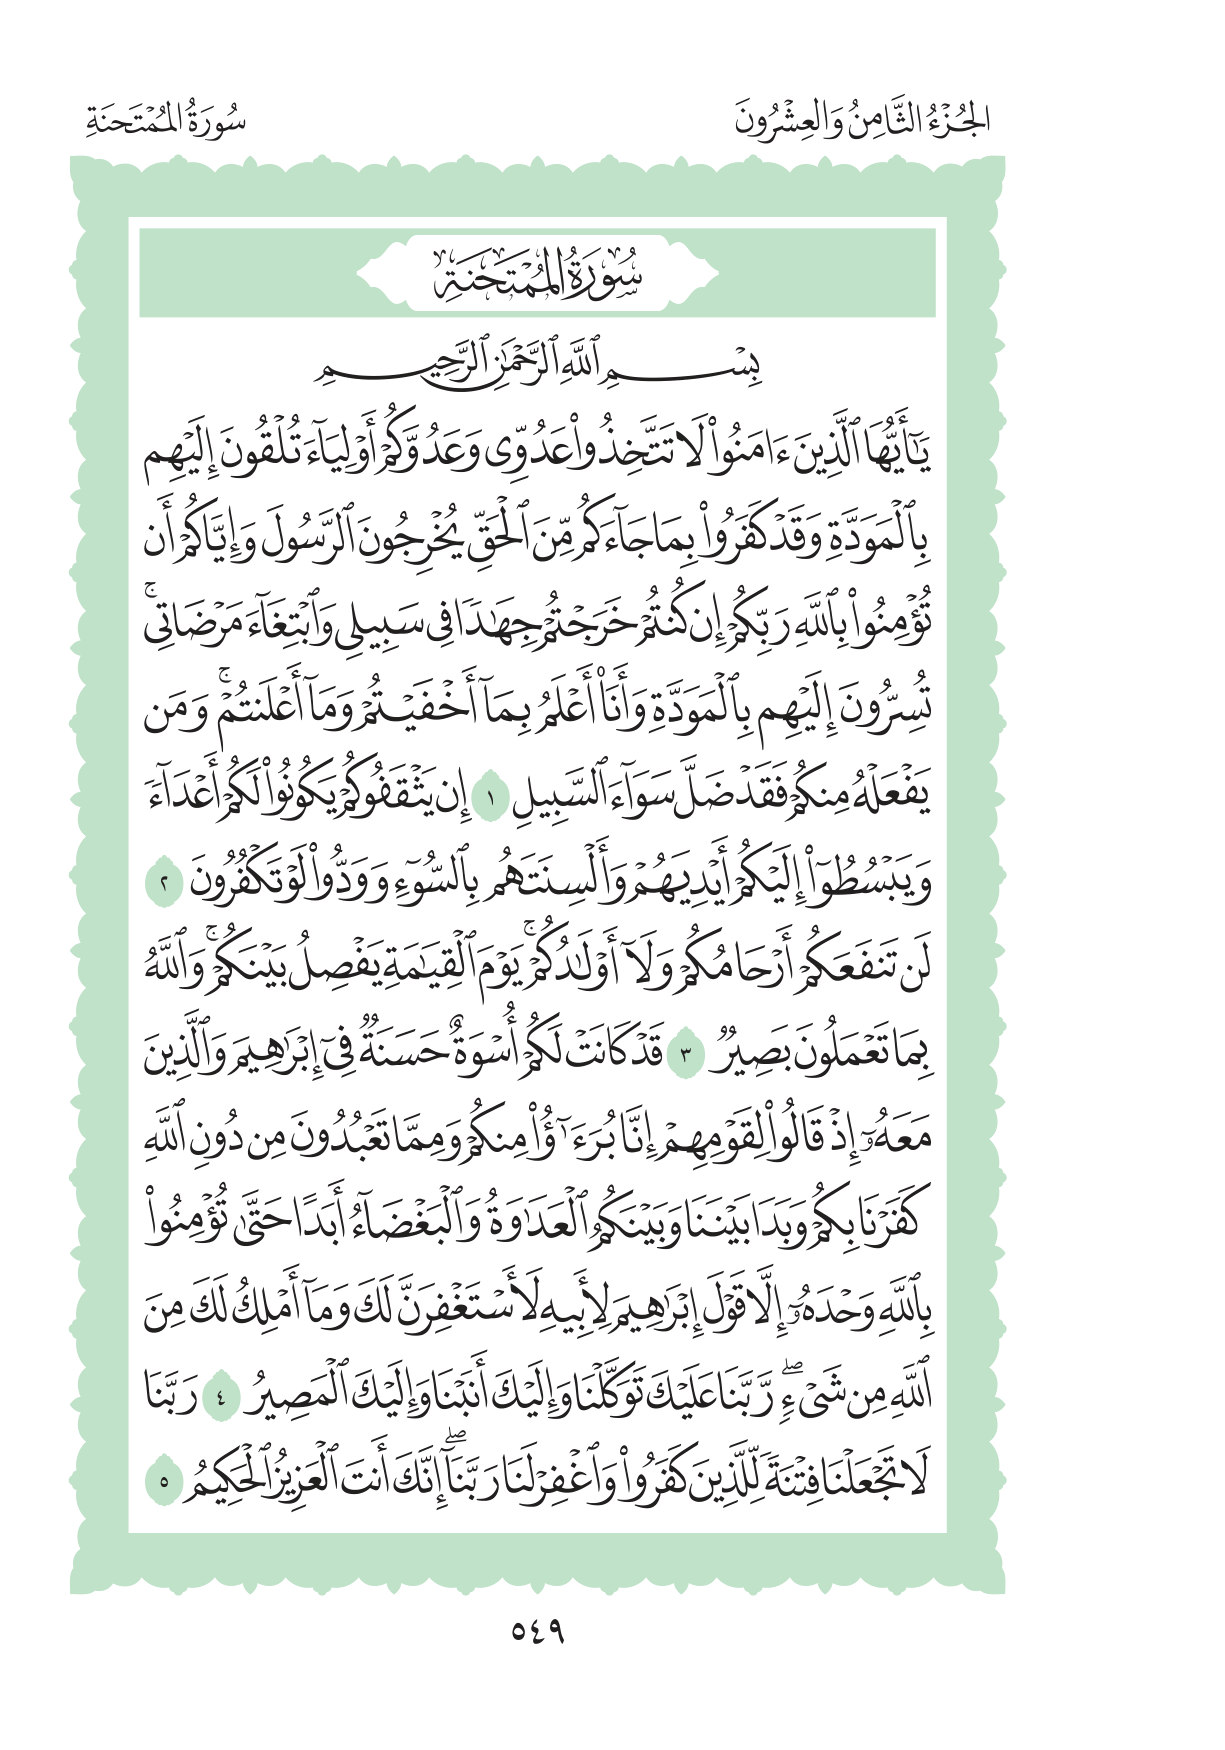 الجُزْءُ الثَّامِنُ وَالعِشْرُونَ
سُورَةُ المُمْتَحنَةِ
سُورَةُ المُمْتَحَنَةِ
بِسْمِ ٱللَّهِ ٱلرَّحْمَٰنِ ٱلرَّحِيمِ
يَٰٓأَيُّهَا ٱلَّذِينَ ءَامَنُوا۟ لَا تَتَّخِذُوا۟ عَدُوِّى وَعَدُوَّكُمْ أَوْلِيَآءَ تُلْقُونَ إِلَيْهِم
بِٱلْمَوَدَّةِ وَقَدْ كَفَرُوا۟ بِمَا جَآءَكُم مِّنَ ٱلْحَقِّ يُخْرِجُونَ ٱلرَّسُولَ وَإِيَّاكُمْ أَن
تُؤْمِنُوا۟ بِٱللَّهِ رَبِّكُمْ إِن كُنتُمْ خَرَجْتُمْ جِهَٰدًا فِى سَبِيلِى وَٱبْتِغَآءَ مَرْضَاتِى ۚ
تُسِرُّونَ إِلَيْهِم بِٱلْمَوَدَّةِ وَأَنَا۠ أَعْلَمُ بِمَآ أَخْفَيْتُمْ وَمَآ أَعْلَنتُمْ ۚ وَمَن
يَفْعَلْهُ مِنكُمْ فَقَدْ ضَلَّ سَوَآءَ ٱلسَّبِيلِ ١ إِن يَثْقَفُوكُمْ يَكُونُوا۟ لَكُمْ أَعْدَآءً
وَيَبْسُطُوٓا۟ إِلَيْكُمْ أَيْدِيَهُمْ وَأَلْسِنَتَهُم بِٱلسُّوٓءِ وَوَدُّوا۟ لَوْ تَكْفُرُونَ ٢
لَن تَنفَعَكُمْ أَرْحَامُكُمْ وَلَآ أَوْلَٰدُكُمْ ۚ يَوْمَ ٱلْقِيَٰمَةِ يَفْصِلُ بَيْنَكُمْ ۚ وَٱللَّهُ
بِمَا تَعْمَلُونَ بَصِيرٌ ٣ قَدْ كَانَتْ لَكُمْ أُسْوَةٌ حَسَنَةٌ فِىٓ إِبْرَٰهِيمَ وَٱلَّذِينَ
مَعَهُۥٓ إِذْ قَالُوا۟ لِقَوْمِهِمْ إِنَّا بُرَءَٰٓؤُا۟ مِنكُمْ وَمِمَّا تَعْبُدُونَ مِن دُونِ ٱللَّهِ
كَفَرْنَا بِكُمْ وَبَدَا بَيْنَنَا وَبَيْنَكُمُ ٱلْعَدَٰوَةُ وَٱلْبَغْضَآءُ أَبَدًا حَتَّىٰ تُؤْمِنُوا۟
بِٱللَّهِ وَحْدَهُۥٓ إِلَّا قَوْلَ إِبْرَٰهِيمَ لِأَبِيهِ لَأَسْتَغْفِرَنَّ لَكَ وَمَآ أَمْلِكُ لَكَ مِنَ
ٱللَّهِ مِن شَىْءٍ ۖ رَّبَّنَا عَلَيْكَ تَوَكَّلْنَا وَإِلَيْكَ أَنَبْنَا وَإِلَيْكَ ٱلْمَصِيرُ ٤ رَبَّنَا
لَا تَجْعَلْنَا فِتْنَةً لِّلَّذِينَ كَفَرُوا۟ وَٱغْفِرْ لَنَا رَبَّنَآ ۖ إِنَّكَ أَنتَ ٱلْعَزِيزُ ٱلْحَكِيمُ ٥
٥٤٩